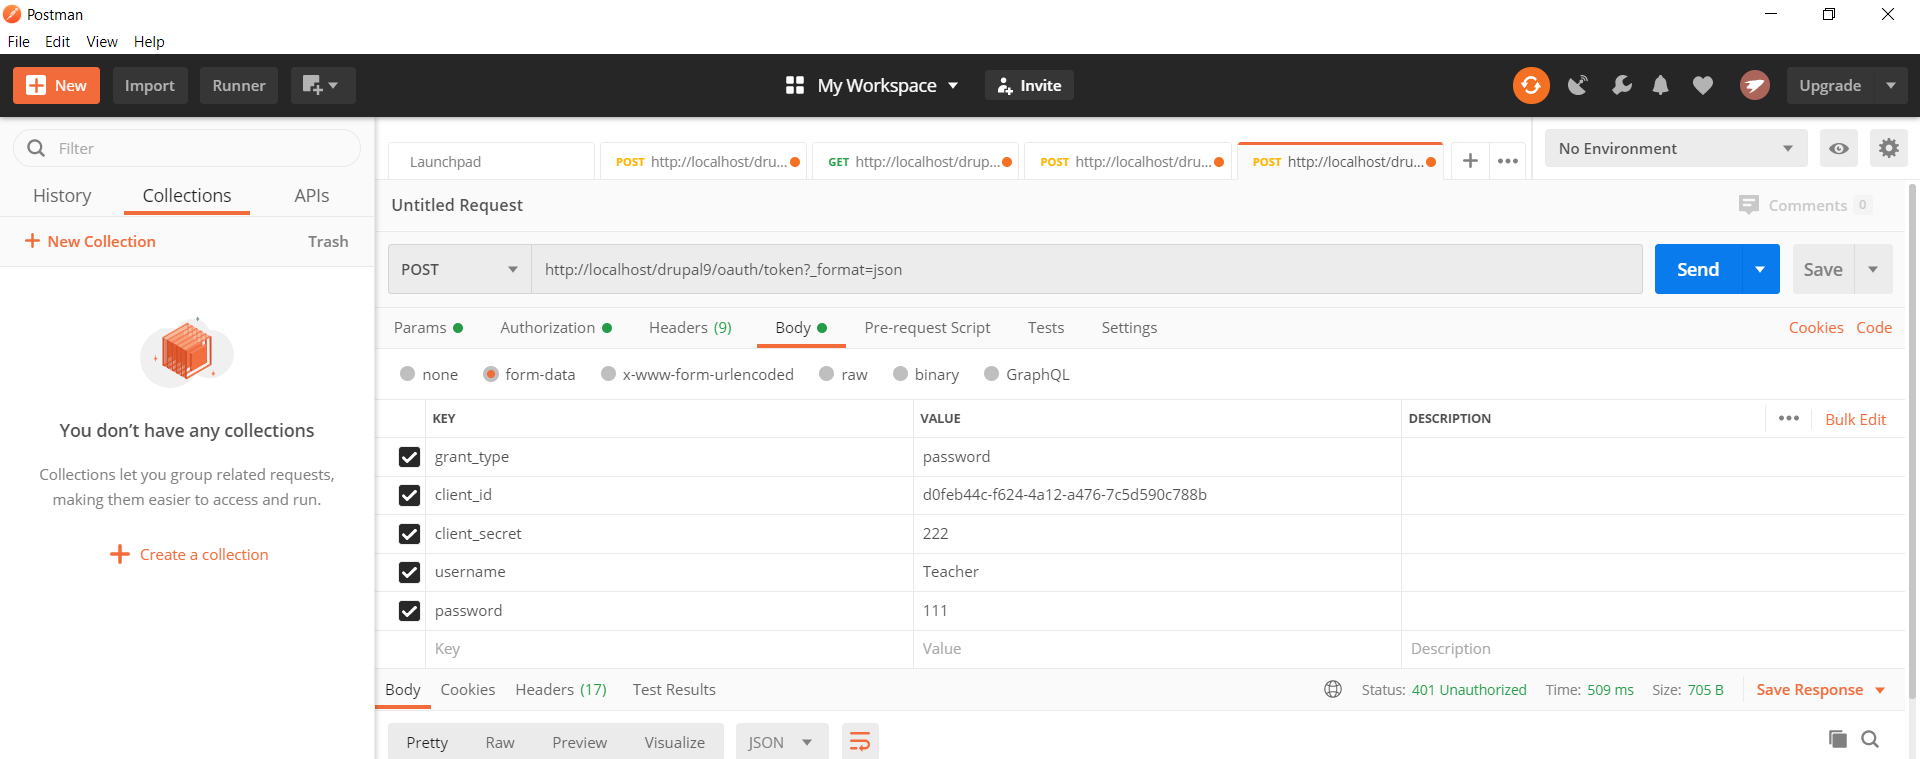 Postman
File Edit View Help
New Import Runner My Workspace Invite Upgrade
Filter
History Collections APIs
New Collection Trash
You don't have any collections
Collections let you group related requests,
making them easier to access and run.
Create a collection
Launchpad POST http://localhost/dru... GET http://localhost/drup... POST http://localhost/dru... POST http://localhost/dru... No Environment
Untitled Request Comments 0
POST http://localhost/drupal9/oauth/token?_format=json Send Save
Params Authorization Headers (9) Body Pre-request Script Tests Settings Cookies Code
none form-data x-www-form-urlencoded raw binary GraphQL
KEY VALUE DESCRIPTION Bulk Edit
grant_type password
client_id d0feb44c-f624-4a12-a476-7c5d590c788b
client_secret 222
username Teacher
password 111
Key Value Description
Body Cookies Headers (17) Test Results Status: 401 Unauthorized Time: 509 ms Size: 705 B Save Response
Pretty Raw Preview Visualize JSON